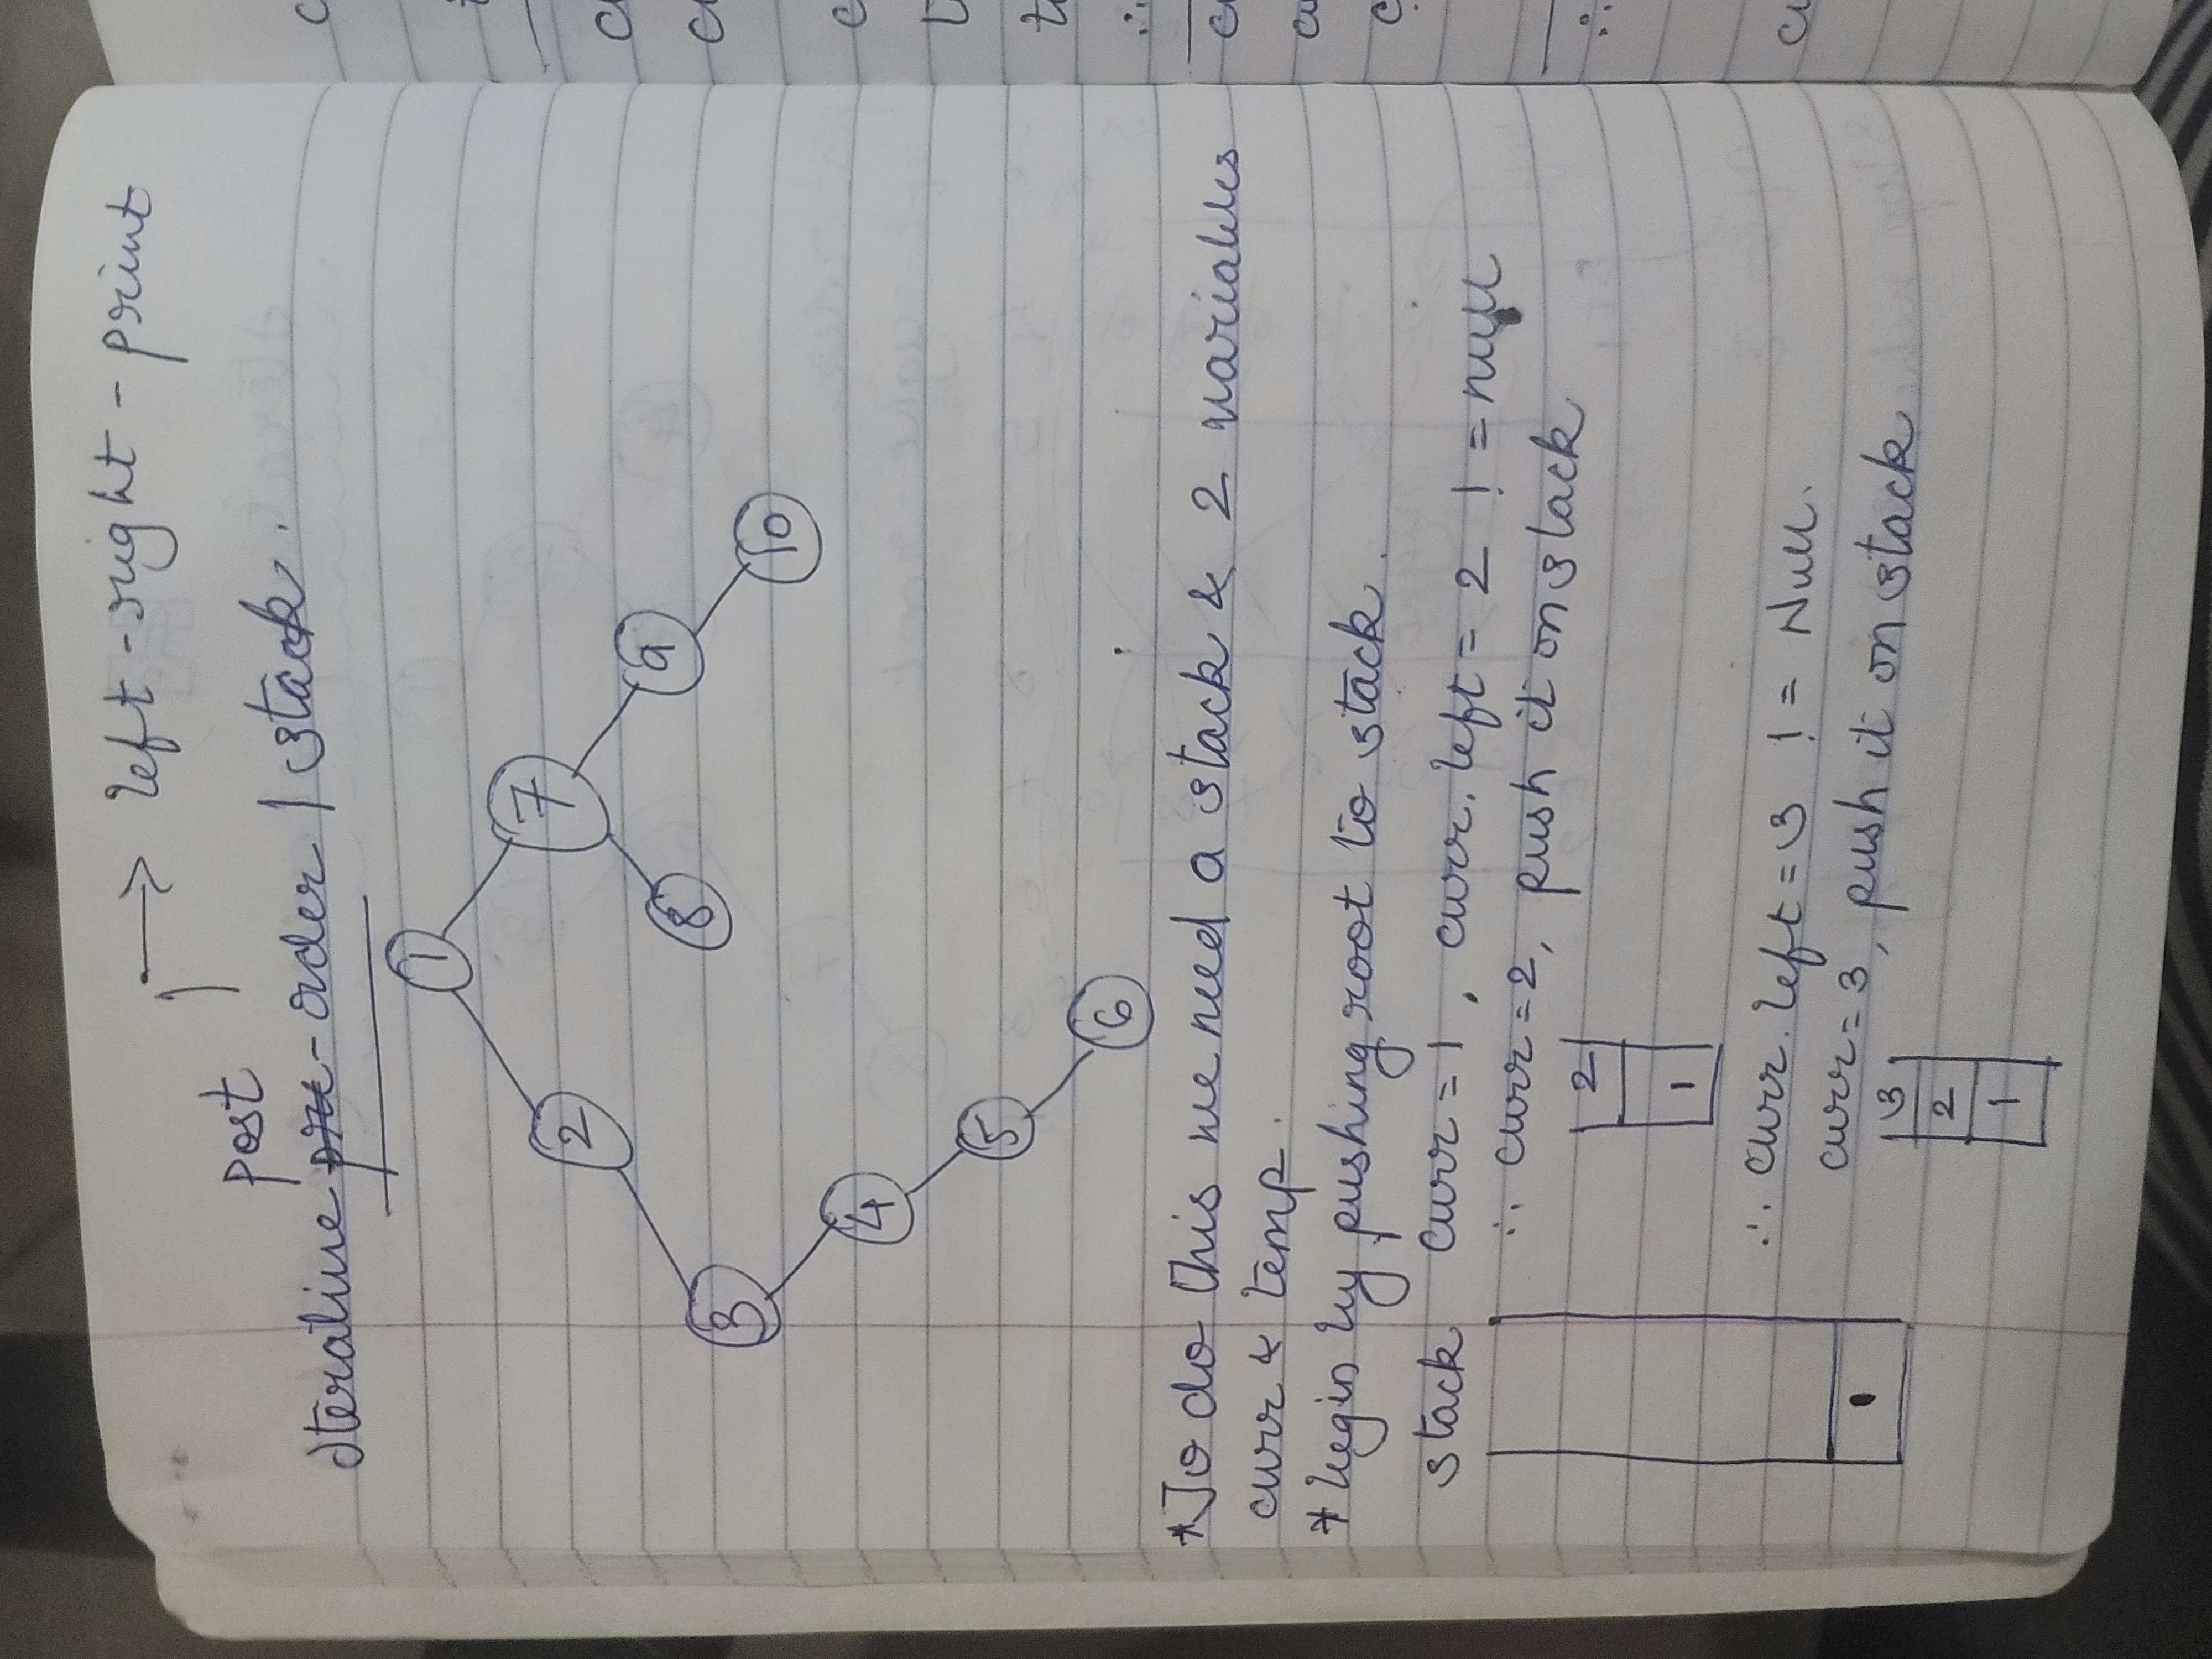 → left - right - print
post
Iterative pre - order | stack.
1
2
7
3
8
9
4
10
5
6
* To do this we need a stack & 2 variables
curr & temp.
* begin by pushing root to stack.
stack curr = 1, curr.left = 2 != null
∴ curr = 2, push it on stack
2
1
∴ curr.left = 3 != Null.
curr = 3, push it on stack
1
3
2
1